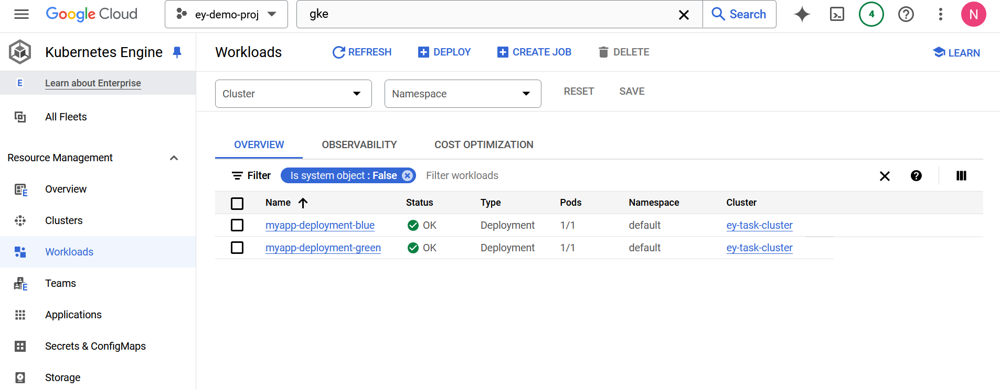 Google Cloud
ey-demo-proj
gke
Search
4
N
Kubernetes Engine
Workloads
REFRESH
DEPLOY
CREATE JOB
DELETE
LEARN
E Learn about Enterprise
Cluster
Namespace
RESET
SAVE
All Fleets
OVERVIEW
OBSERVABILITY
COST OPTIMIZATION
Resource Management
Filter
Is system object : False
Filter workloads
E Overview
Name
Status
Type
Pods
Namespace
Cluster
Clusters
myapp-deployment-blue OK Deployment 1/1 default ey-task-cluster
myapp-deployment-green OK Deployment 1/1 default ey-task-cluster
Workloads
E Teams
Applications
Secrets & ConfigMaps
Storage